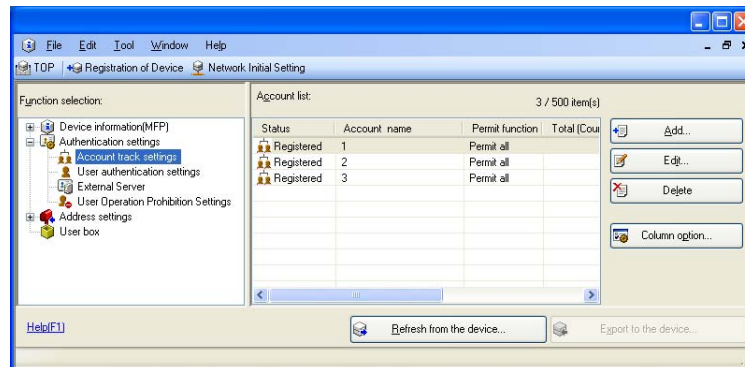 File Edit Tool Window Help
TOP Registration of Device Network Initial Setting
Function selection:
Device information(MFP)
Authentication settings
Account track settings
User authentication settings
External Server
User Operation Prohibition Settings
Address settings
User box
Account list:
3 / 500 item(s)
Status Account name Permit function Total (Coun
Registered 1 Permit all
Registered 2 Permit all
Registered 3 Permit all
Add...
Edit...
Delete
Column option...
Help(F1)
Refresh from the device...
Export to the device...